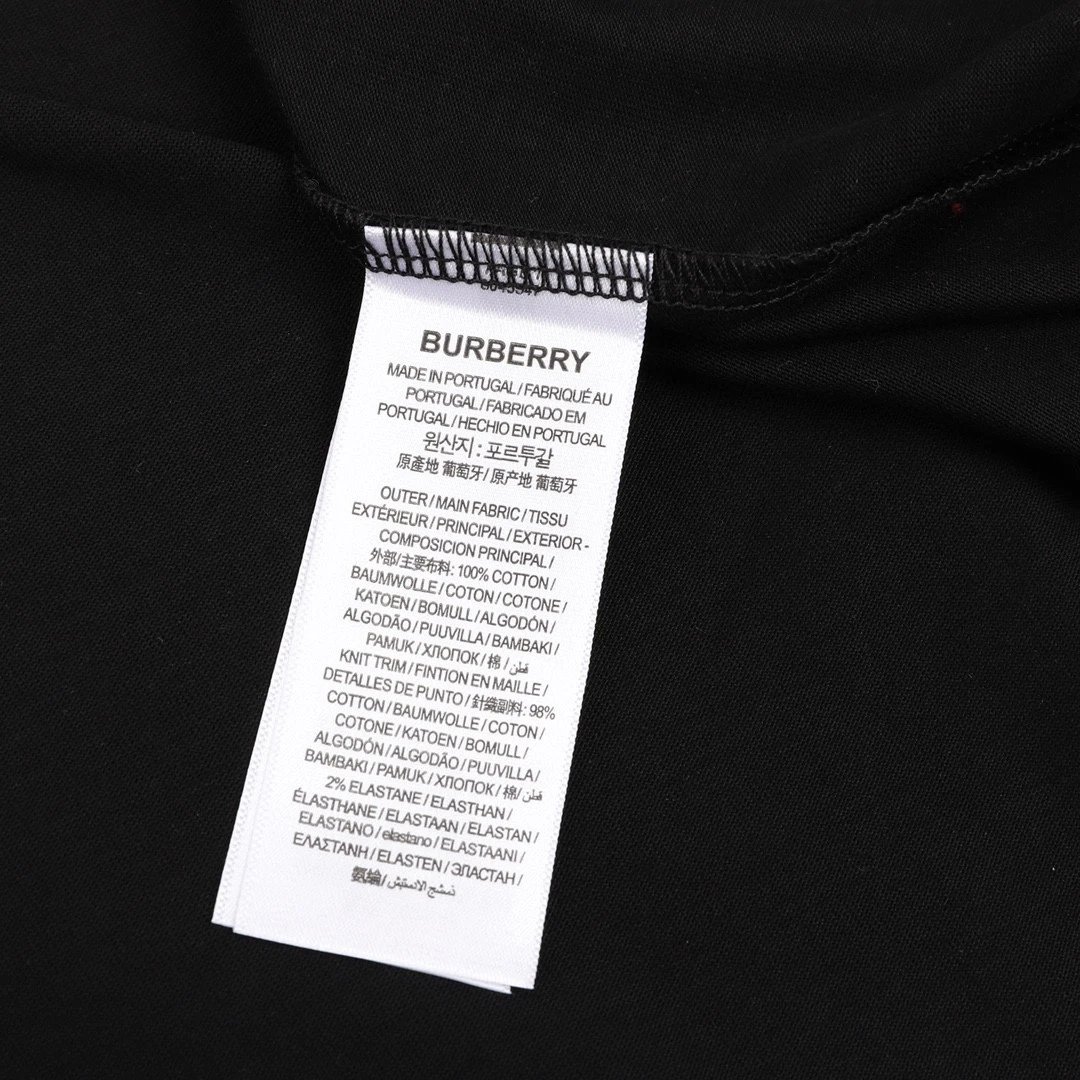 BURBERRY
MADE IN PORTUGAL / FABRIQUÉ AU
PORTUGAL / FABRICADO EM
PORTUGAL / HECHIO EN PORTUGAL
원산지 : 포르투갈
原產地 葡萄牙 / 原产地 葡萄牙
OUTER / MAIN FABRIC / TISSU
EXTÉRIEUR / PRINCIPAL / EXTERIOR -
COMPOSICION PRINCIPAL /
外部/主要布料: 100% COTTON /
BAUMWOLLE / COTON / COTONE /
KATOEN / BOMULL / ALGODÓN /
ALGODÃO / PUUVILLA / BAMBAKI /
PAMUK / ХЛОПОК / 棉 / قطن
KNIT TRIM / FINTION EN MAILLE /
DETALLES DE PUNTO / 針織副料: 98%
COTTON / BAUMWOLLE / COTON /
COTONE / KATOEN / BOMULL /
ALGODÓN / ALGODÃO / PUUVILLA /
BAMBAKI / PAMUK / ХЛОПОК / 棉 / قطن
2% ELASTANE / ELASTHAN /
ÉLASTHANE / ELASTAAN / ELASTAN /
ELASTANO / elastano / ELASTAANI /
ΕΛΑΣΤΑΝΗ / ELASTEN / ЭЛАСТАН /
氨綸 /